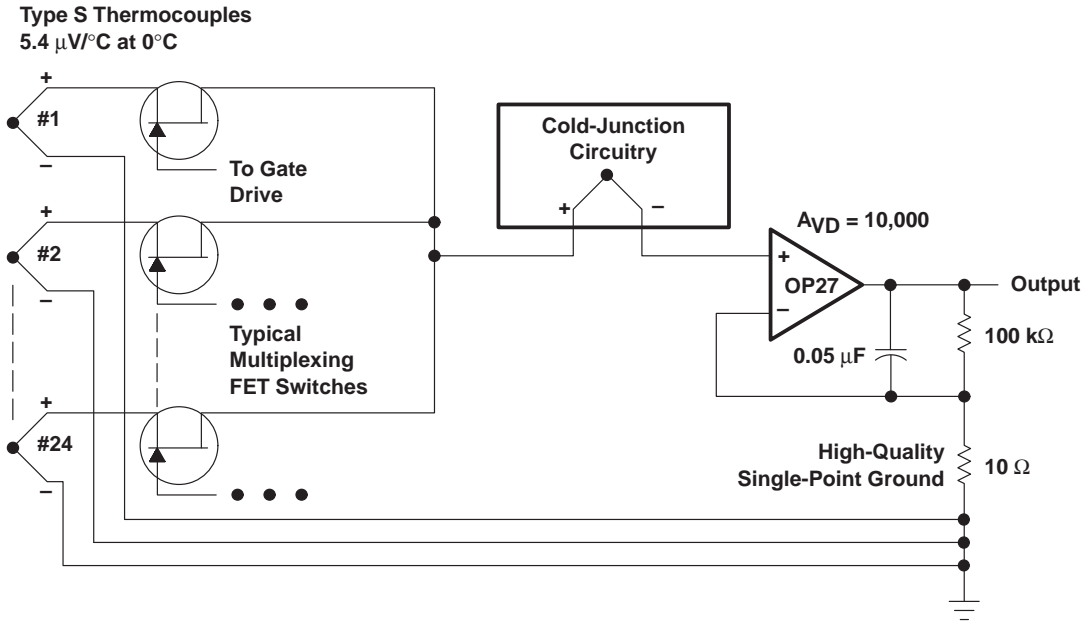 Type S Thermocouples
5.4 μV/°C at 0°C
+
#1
−
To Gate
Drive
+
#2
−
Typical
Multiplexing
FET Switches
+
#24
−
Cold-Junction
Circuitry
+ −
AVD = 10,000
+
OP27
−
Output
100 kΩ
0.05 μF
High-Quality
Single-Point Ground
10 Ω